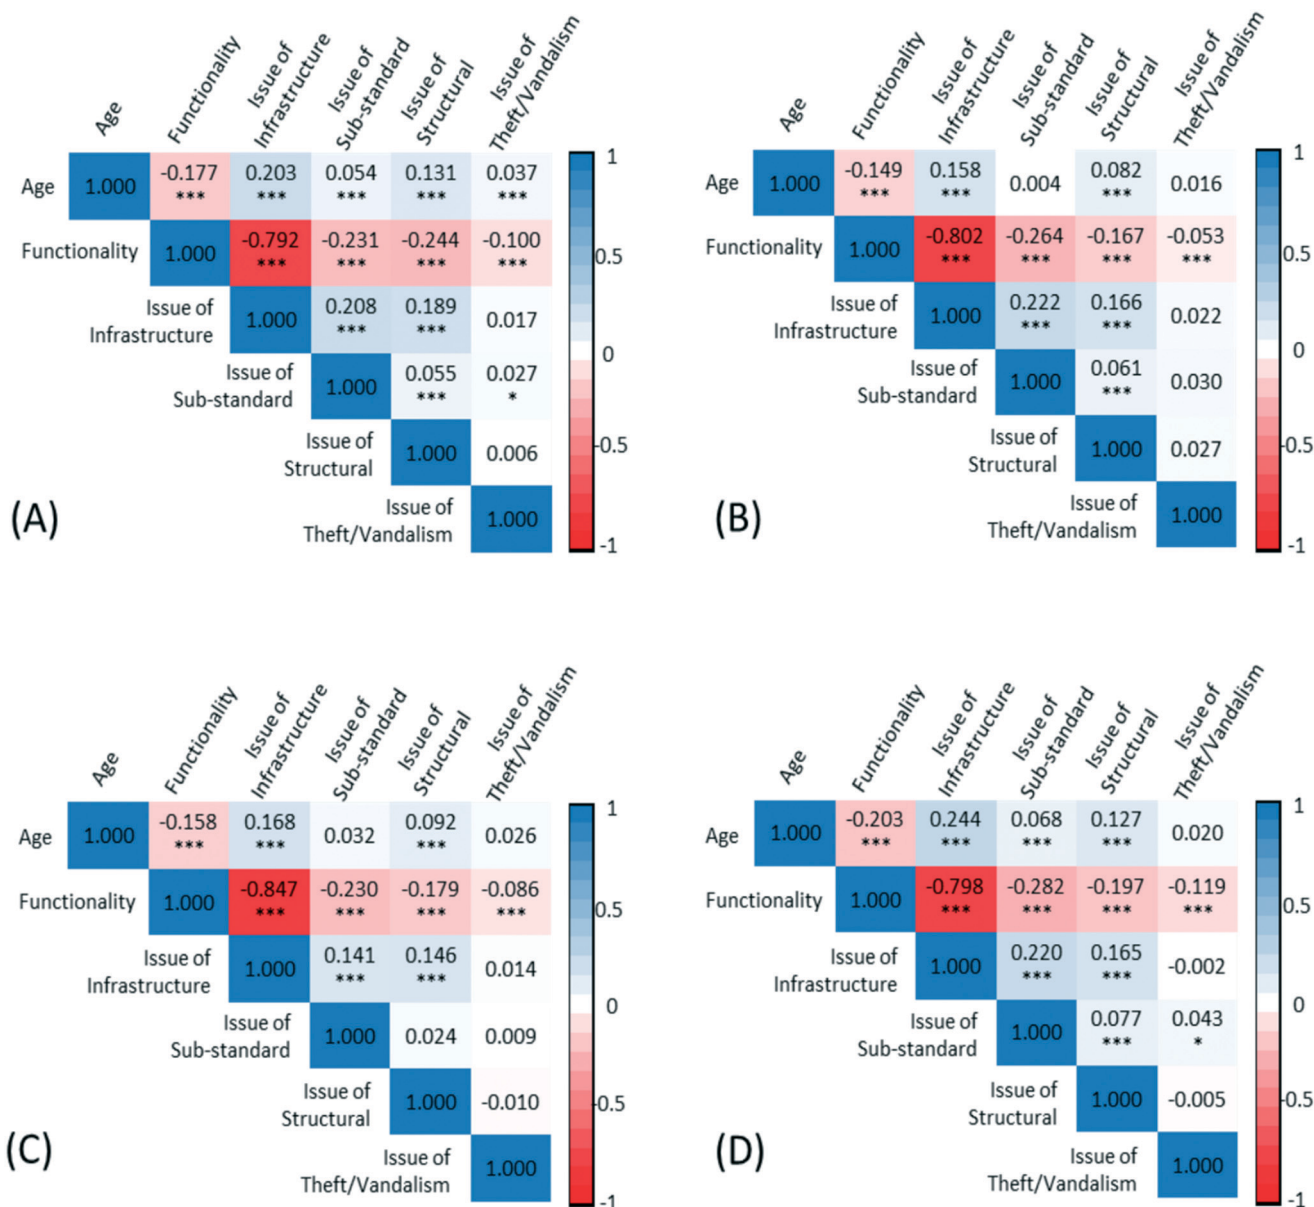 Age
Functionality
Issue of
Infrastructure
Issue of
Sub-standard
Issue of
Structural
Issue of
Theft/Vandalism
Age
1.000
-0.177
***
0.203
***
0.054
***
0.131
***
0.037
***
Functionality
1.000
-0.792
***
-0.231
***
-0.244
***
-0.100
***
Issue of
Infrastructure
1.000
0.208
***
0.189
***
0.017
Issue of
Sub-standard
1.000
0.055
***
0.027
*
Issue of
Structural
1.000
0.006
Issue of
Theft/Vandalism
1.000
1
0.5
0
-0.5
-1
(A)
Age
Functionality
Issue of
Infrastructure
Issue of
Sub-standard
Issue of
Structural
Issue of
Theft/Vandalism
Age
1.000
-0.149
***
0.158
***
0.004
0.082
***
0.016
Functionality
1.000
-0.802
***
-0.264
***
-0.167
***
-0.053
***
Issue of
Infrastructure
1.000
0.222
***
0.166
***
0.022
Issue of
Sub-standard
1.000
0.061
***
0.030
Issue of
Structural
1.000
0.027
Issue of
Theft/Vandalism
1.000
1
0.5
0
-0.5
-1
(B)
Age
Functionality
Issue of
Infrastructure
Issue of
Sub-standard
Issue of
Structural
Issue of
Theft/Vandalism
Age
1.000
-0.158
***
0.168
***
0.032
0.092
***
0.026
Functionality
1.000
-0.847
***
-0.230
***
-0.179
***
-0.086
***
Issue of
Infrastructure
1.000
0.141
***
0.146
***
0.014
Issue of
Sub-standard
1.000
0.024
0.009
Issue of
Structural
1.000
-0.010
Issue of
Theft/Vandalism
1.000
1
0.5
0
-0.5
-1
(C)
Age
Functionality
Issue of
Infrastructure
Issue of
Sub-standard
Issue of
Structural
Issue of
Theft/Vandalism
Age
1.000
-0.203
***
0.244
***
0.068
***
0.127
***
0.020
Functionality
1.000
-0.798
***
-0.282
***
-0.197
***
-0.119
***
Issue of
Infrastructure
1.000
0.220
***
0.165
***
-0.002
Issue of
Sub-standard
1.000
0.077
***
0.043
*
Issue of
Structural
1.000
-0.005
Issue of
Theft/Vandalism
1.000
1
0.5
0
-0.5
-1
(D)